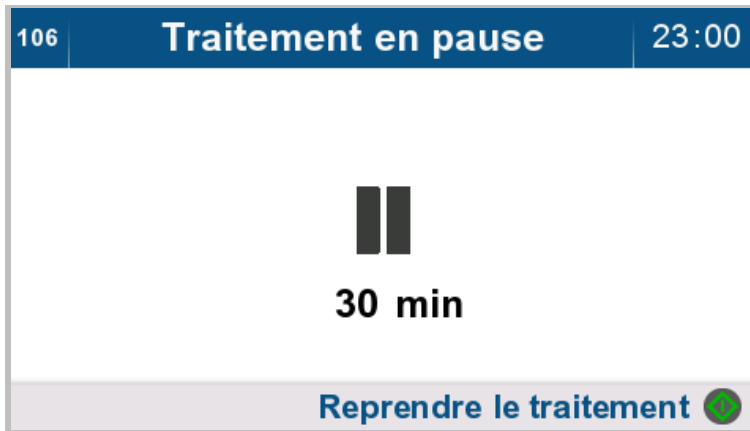 106 Traitement en pause 23:00
30 min
Reprendre le traitement